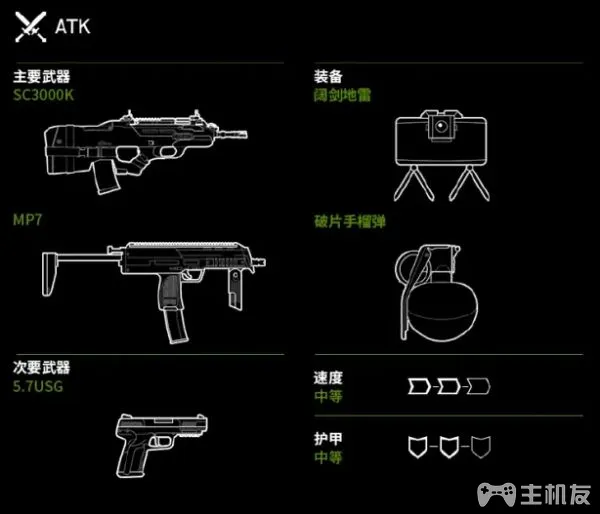 ATK
主要武器
SC3000K
MP7
次要武器
5.7USG
装备
阔剑地雷
破片手榴弹
速度
中等
护甲
中等
主机友